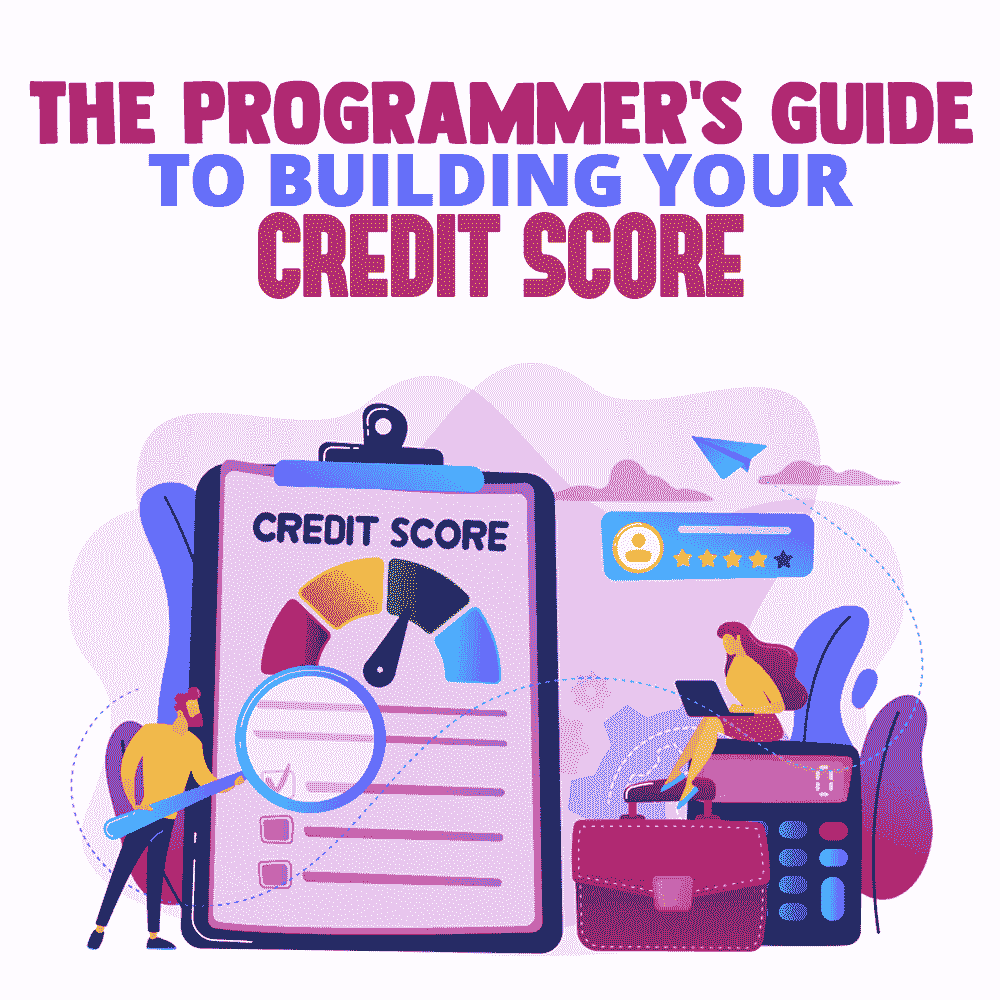 THE PROGRAMMER'S GUIDE
TO BUILDING YOUR
CREDIT SCORE
CREDIT SCORE
0